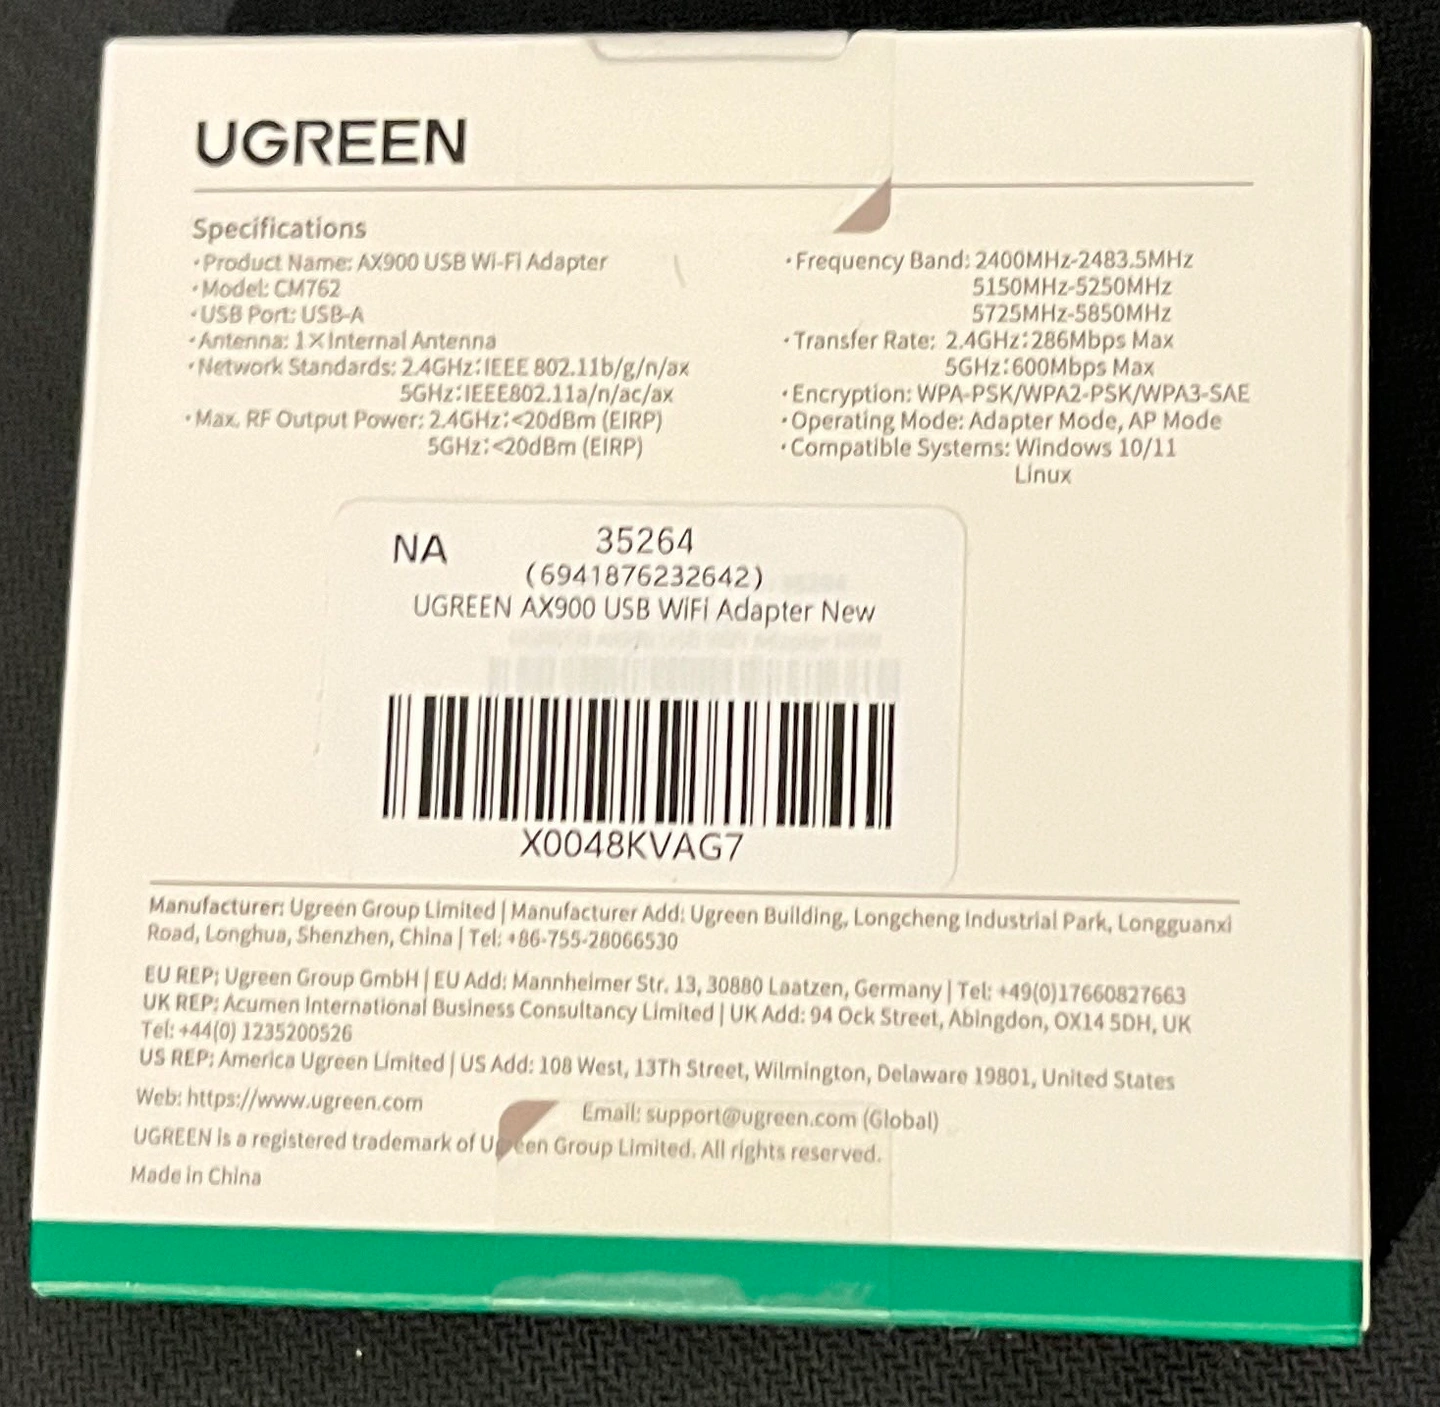 UGREEN
Specifications
·Product Name: AX900 USB Wi-Fi Adapter
·Model: CM762
·USB Port: USB-A
·Antenna: 1×Internal Antenna
·Network Standards: 2.4GHz:IEEE 802.11b/g/n/ax
5GHz:IEEE802.11a/n/ac/ax
·Max. RF Output Power: 2.4GHz:<20dBm (EIRP)
5GHz:<20dBm (EIRP)
·Frequency Band: 2400MHz-2483.5MHz
5150MHz-5250MHz
5725MHz-5850MHz
·Transfer Rate: 2.4GHz:286Mbps Max
5GHz:600Mbps Max
·Encryption: WPA-PSK/WPA2-PSK/WPA3-SAE
·Operating Mode: Adapter Mode, AP Mode
·Compatible Systems: Windows 10/11
Linux
NA
35264
(6941876232642)
UGREEN AX900 USB WiFi Adapter New
X0048KVAG7
Manufacturer: Ugreen Group Limited | Manufacturer Add: Ugreen Building, Longcheng Industrial Park, Longguanxi
Road, Longhua, Shenzhen, China | Tel: +86-755-28066530
EU REP: Ugreen Group GmbH | EU Add: Mannheimer Str. 13, 30880 Laatzen, Germany | Tel: +49(0)17660827663
UK REP: Acumen International Business Consultancy Limited | UK Add: 94 Ock Street, Abingdon, OX14 5DH, UK
Tel: +44(0) 1235200526
US REP: America Ugreen Limited | US Add: 108 West, 13Th Street, Wilmington, Delaware 19801, United States
Web: https://www.ugreen.com
Email: support@ugreen.com (Global)
UGREEN is a registered trademark of Ugreen Group Limited. All rights reserved.
Made in China